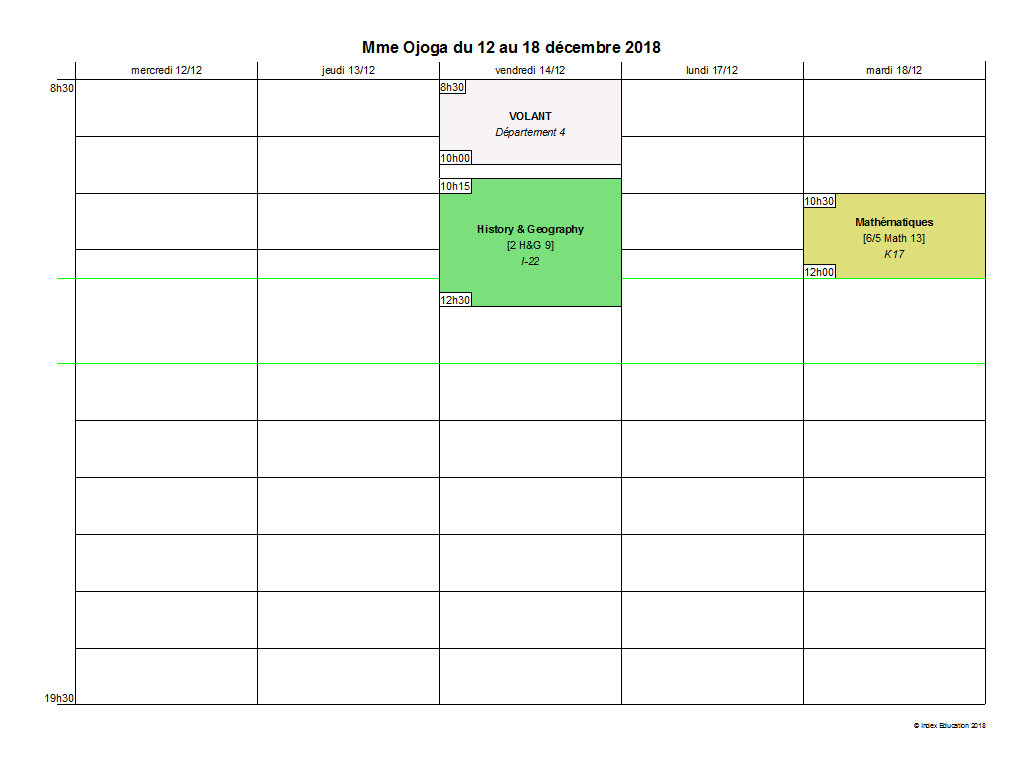 Mme Ojoga du 12 au 18 décembre 2018
mercredi 12/12
jeudi 13/12
vendredi 14/12
lundi 17/12
mardi 18/12
8h30
8h30
VOLANT
Département 4
10h00
10h15
History & Geography
[2 H&G 9]
I-22
12h30
10h30
Mathématiques
[6/5 Math 13]
K17
12h00
19h30
© Index Education 2018